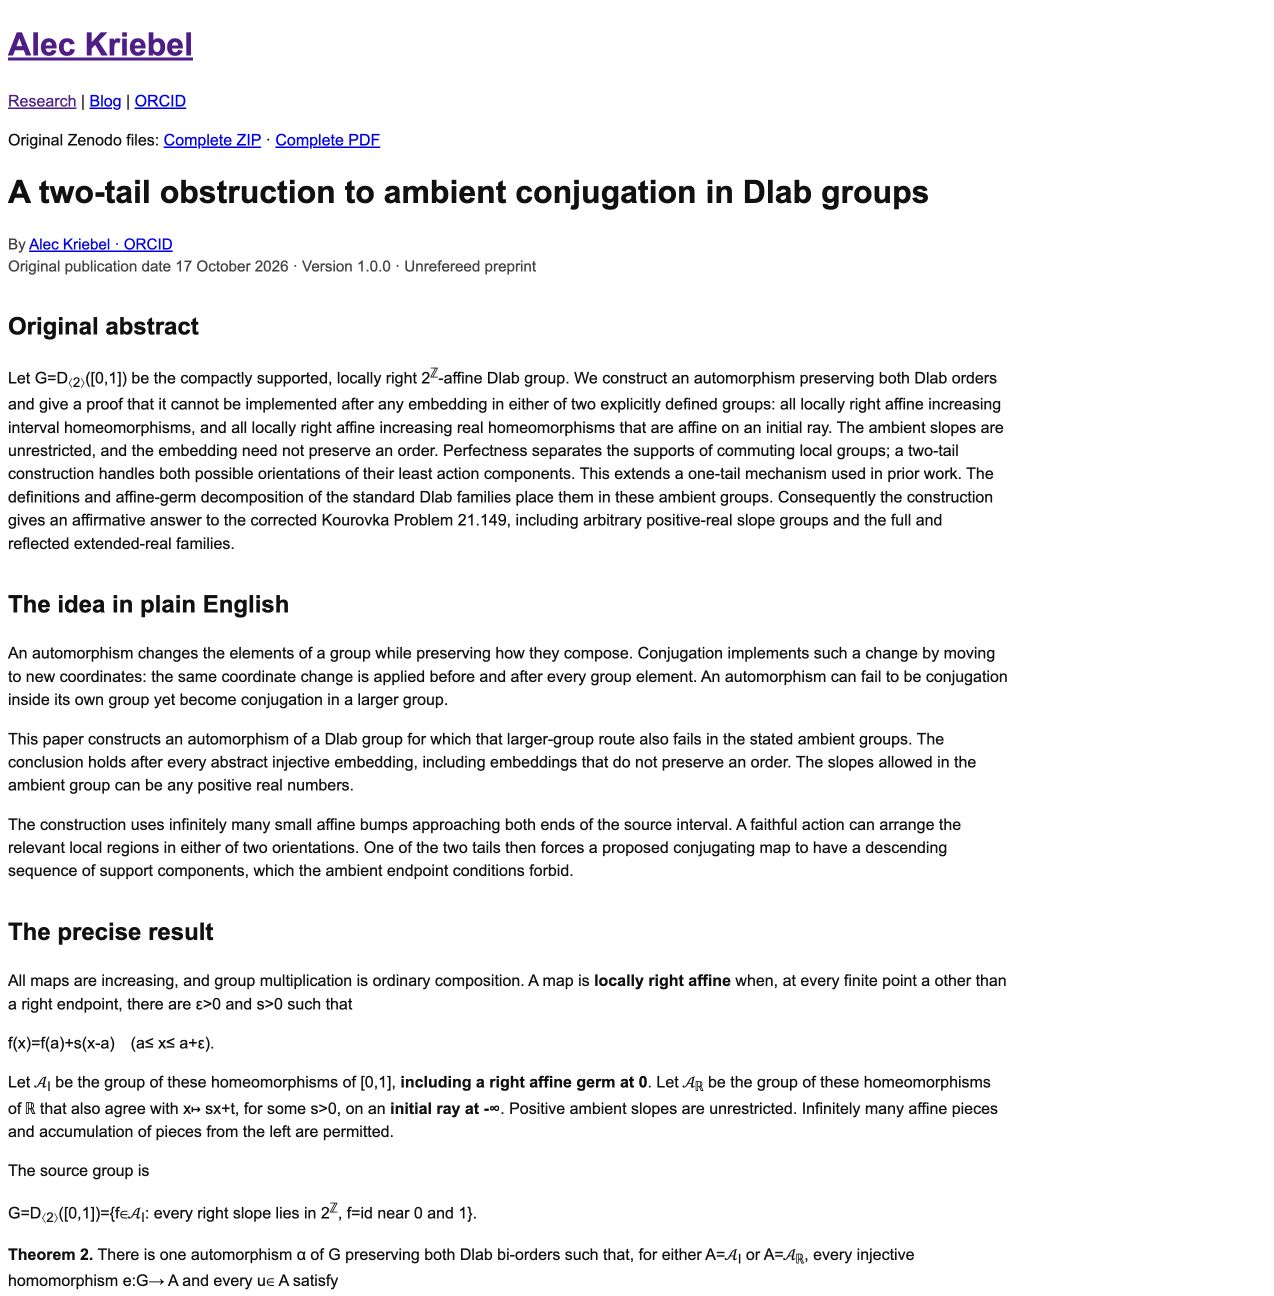 Alec Kriebel
Research | Blog | ORCID
Original Zenodo files: Complete ZIP · Complete PDF
A two-tail obstruction to ambient conjugation in Dlab groups
By Alec Kriebel · ORCID
Original publication date 17 October 2026 · Version 1.0.0 · Unrefereed preprint
Original abstract
Let G=D⟨2⟩([0,1]) be the compactly supported, locally right 2^ℤ-affine Dlab group. We construct an automorphism preserving both Dlab orders
and give a proof that it cannot be implemented after any embedding in either of two explicitly defined groups: all locally right affine increasing
interval homeomorphisms, and all locally right affine increasing real homeomorphisms that are affine on an initial ray. The ambient slopes are
unrestricted, and the embedding need not preserve an order. Perfectness separates the supports of commuting local groups; a two-tail
construction handles both possible orientations of their least action components. This extends a one-tail mechanism used in prior work. The
definitions and affine-germ decomposition of the standard Dlab families place them in these ambient groups. Consequently the construction
gives an affirmative answer to the corrected Kourovka Problem 21.149, including arbitrary positive-real slope groups and the full and
reflected extended-real families.
The idea in plain English
An automorphism changes the elements of a group while preserving how they compose. Conjugation implements such a change by moving
to new coordinates: the same coordinate change is applied before and after every group element. An automorphism can fail to be conjugation
inside its own group yet become conjugation in a larger group.
This paper constructs an automorphism of a Dlab group for which that larger-group route also fails in the stated ambient groups. The
conclusion holds after every abstract injective embedding, including embeddings that do not preserve an order. The slopes allowed in the
ambient group can be any positive real numbers.
The construction uses infinitely many small affine bumps approaching both ends of the source interval. A faithful action can arrange the
relevant local regions in either of two orientations. One of the two tails then forces a proposed conjugating map to have a descending
sequence of support components, which the ambient endpoint conditions forbid.
The precise result
All maps are increasing, and group multiplication is ordinary composition. A map is locally right affine when, at every finite point a other than
a right endpoint, there are ε>0 and s>0 such that
f(x)=f(a)+s(x-a) (a≤ x≤ a+ε).
Let 𝒜I be the group of these homeomorphisms of [0,1], including a right affine germ at 0. Let 𝒜ℝ be the group of these homeomorphisms
of ℝ that also agree with x↦ sx+t, for some s>0, on an initial ray at -∞. Positive ambient slopes are unrestricted. Infinitely many affine pieces
and accumulation of pieces from the left are permitted.
The source group is
G=D⟨2⟩([0,1])={f∈𝒜I: every right slope lies in 2^ℤ, f=id near 0 and 1}.
Theorem 2. There is one automorphism α of G preserving both Dlab bi-orders such that, for either A=𝒜I or A=𝒜ℝ, every injective
homomorphism e:G→ A and every u∈ A satisfy